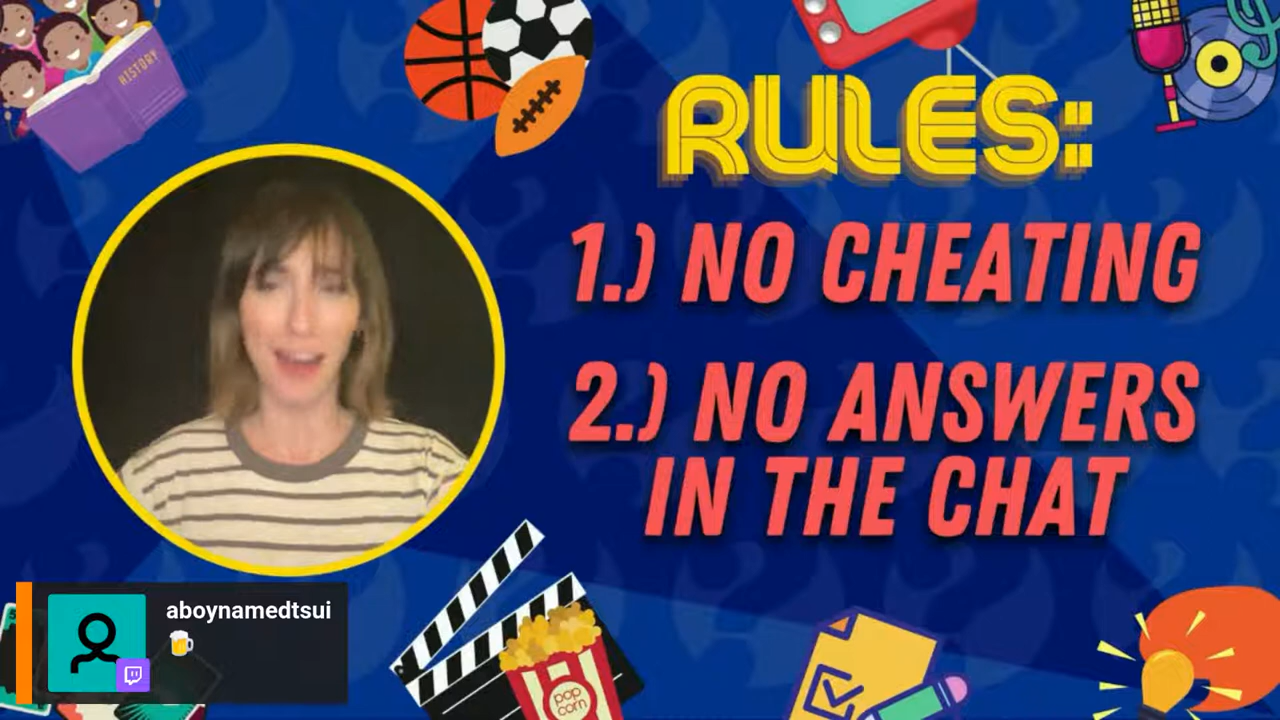 HISTORY
RULES:
1.) NO CHEATING
2.) NO ANSWERS
IN THE CHAT
aboynamedtsui
🍺
pop
corn